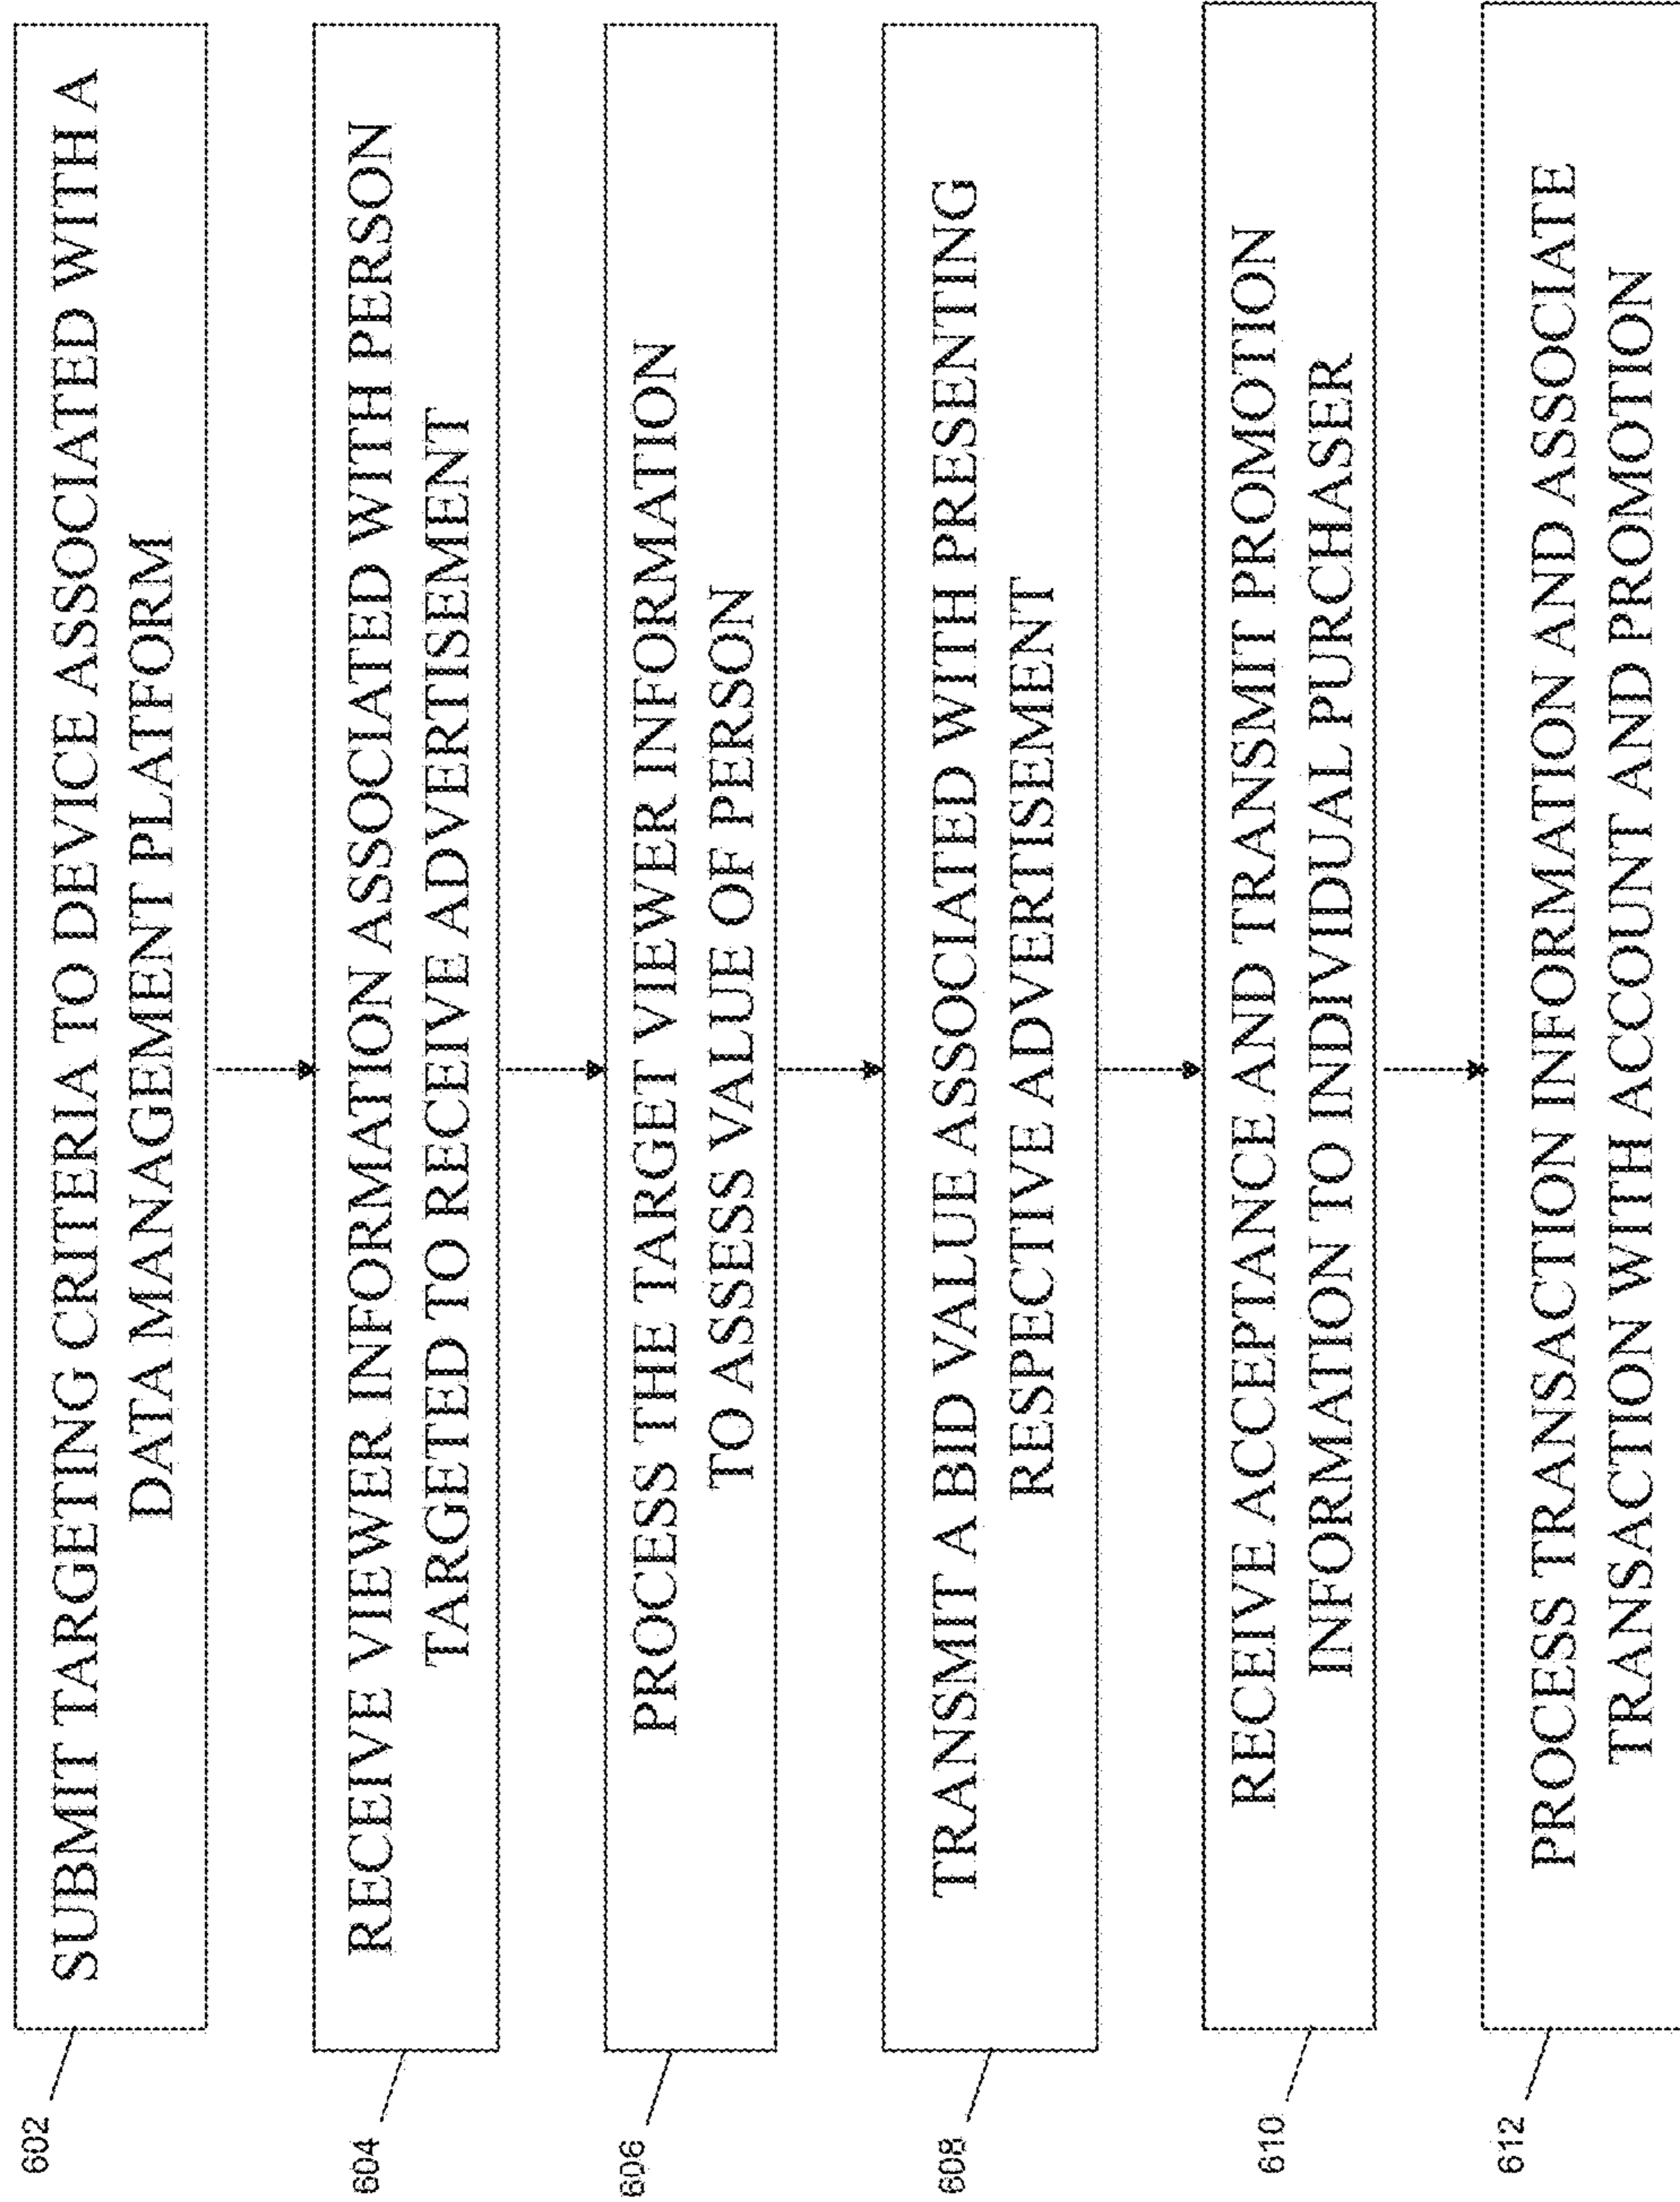 602
SUBMIT TARGETING CRITERIA TO DEVICE ASSOCIATED WITH A
DATA MANAGEMENT PLATFORM
604
RECEIVE VIEWER INFORMATION ASSOCIATED WITH PERSON
TARGETED TO RECEIVE ADVERTISEMENT
606
PROCESS THE TARGET VIEWER INFORMATION
TO ASSESS VALUE OF PERSON
608
TRANSMIT A BID VALUE ASSOCIATED WITH PRESENTING
RESPECTIVE ADVERTISEMENT
610
RECEIVE ACCEPTANCE AND TRANSMIT PROMOTION
INFORMATION TO INDIVIDUAL PURCHASER
612
PROCESS TRANSACTION INFORMATION AND ASSOCIATE
TRANSACTION WITH ACCOUNT AND PROMOTION